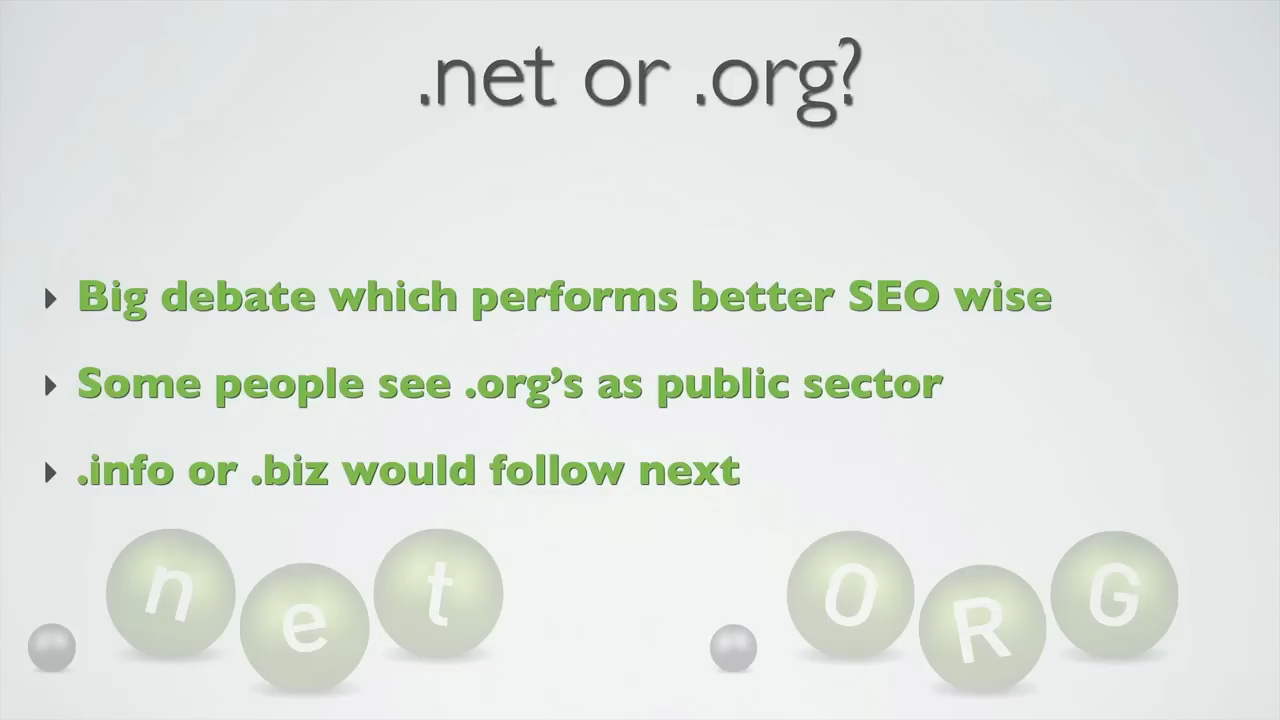 .net or .org?
Big debate which performs better SEO wise
Some people see .org’s as public sector
.info or .biz would follow next
net
ORG